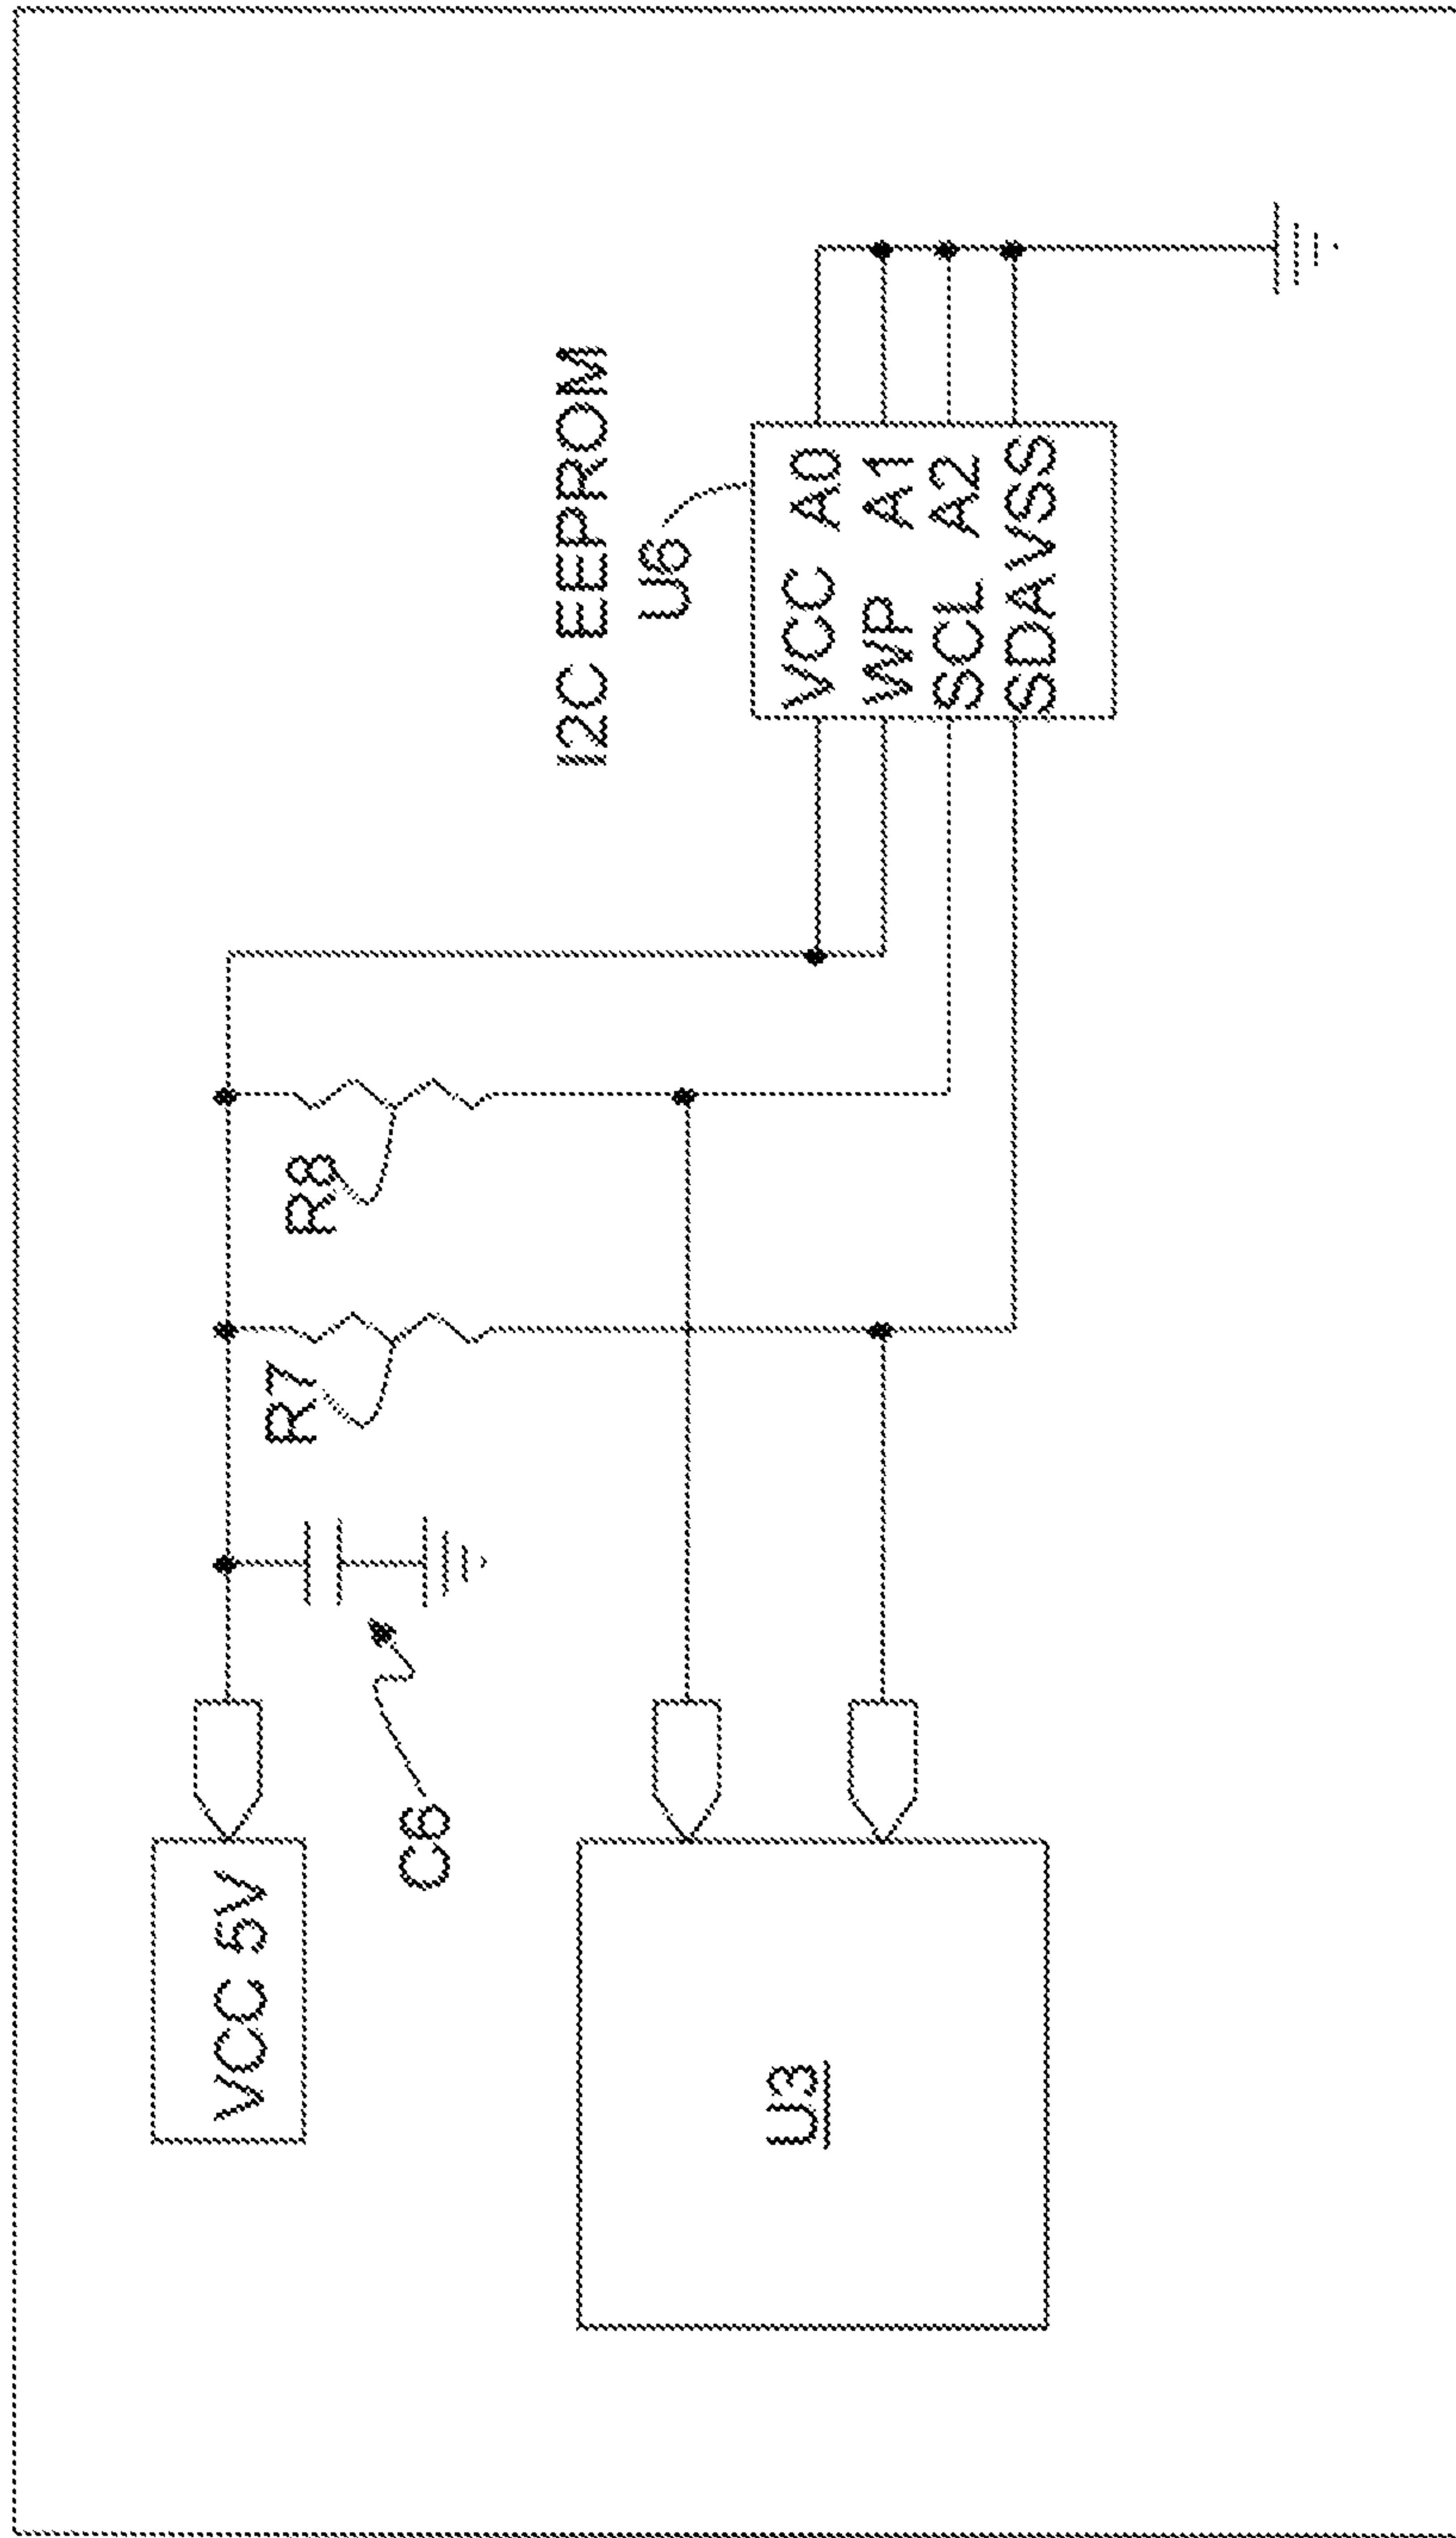 VCC 5V
C6
R7
R8
I2C EEPROM
U6
VCC A0
WP A1
SCL A2
SDAVSS
U3